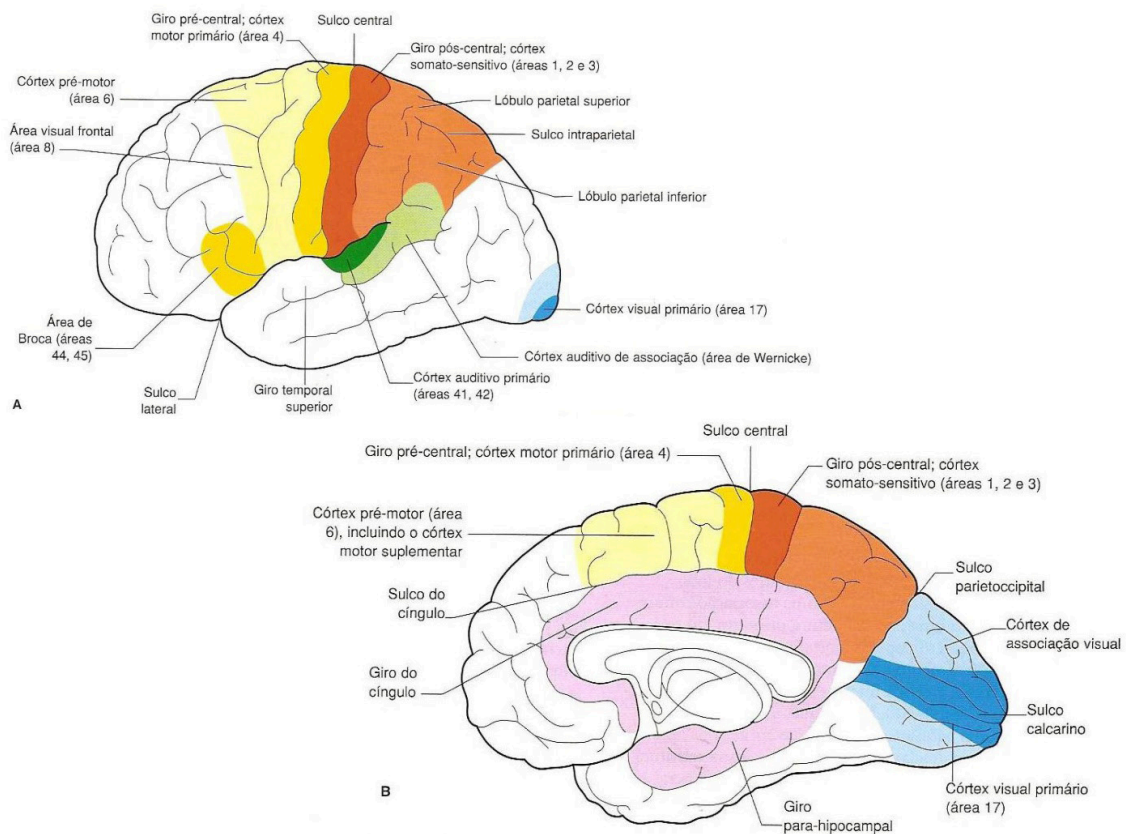 Giro pré-central; córtex
motor primário (área 4)
Sulco central
Giro pós-central; córtex
somato-sensitivo (áreas 1, 2 e 3)
Córtex pré-motor
(área 6)
Lóbulo parietal superior
Área visual frontal
(área 8)
Sulco intraparietal
Lóbulo parietal inferior
Córtex visual primário (área 17)
Área de
Broca (áreas
44, 45)
Córtex auditivo de associação (área de Wernicke)
Sulco
lateral
Giro temporal
superior
Córtex auditivo primário
(áreas 41, 42)
A
Sulco central
Giro pré-central; córtex motor primário (área 4)
Giro pós-central; córtex
somato-sensitivo (áreas 1, 2 e 3)
Córtex pré-motor (área
6), incluindo o córtex
motor suplementar
Sulco
parietoccipital
Sulco do
cíngulo
Córtex de
associação visual
Giro do
cíngulo
Sulco
calcarino
B
Córtex visual primário
(área 17)
Giro
para-hipocampal